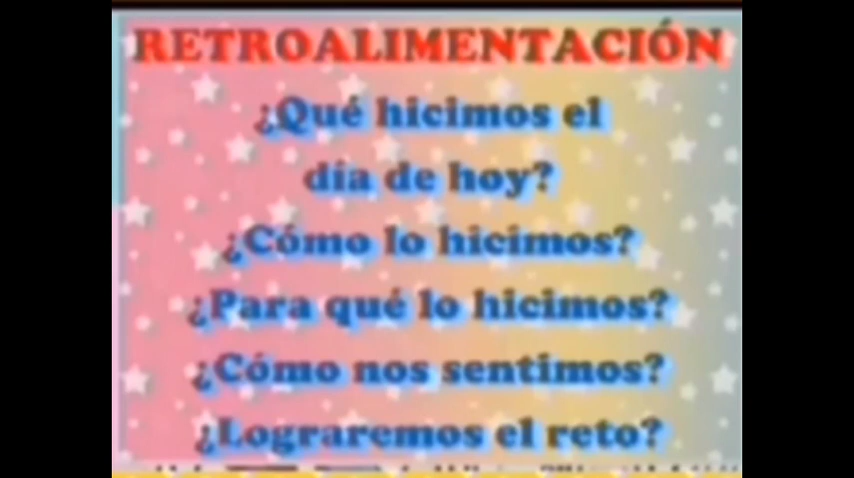 RETROALIMENTACIÓN
¿Qué hicimos el
día de hoy?
¿Cómo lo hicimos?
¿Para qué lo hicimos?
¿Cómo nos sentimos?
¿Lograremos el reto?